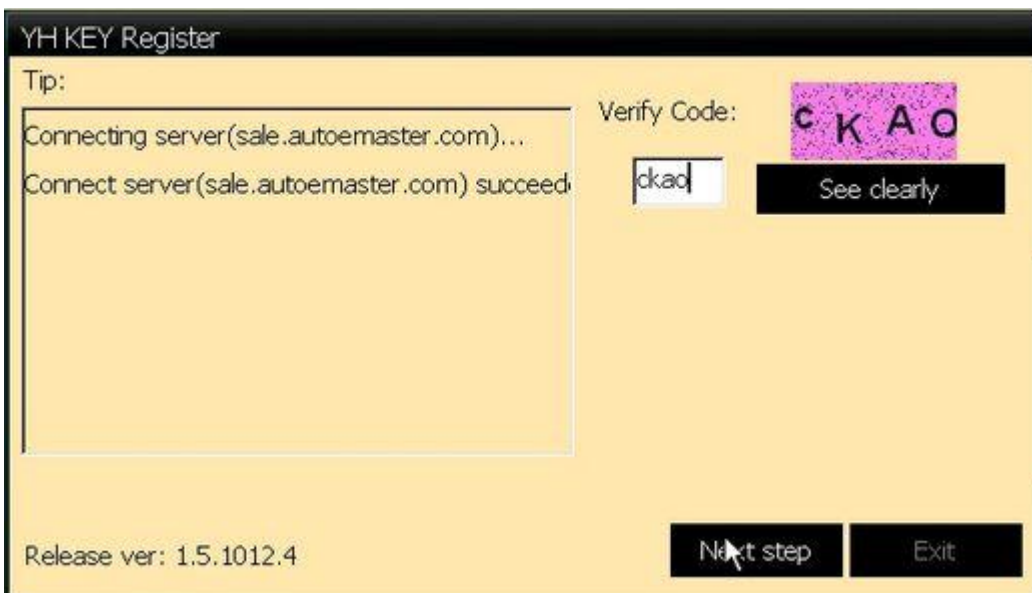 YH KEY Register
Tip:
Connecting server(sale.autoemaster.com)...
Connect server(sale.autoemaster.com) succeed
Verify Code:
cKAO
ckao
See clearly
Release ver: 1.5.1012.4
Next step
Exit